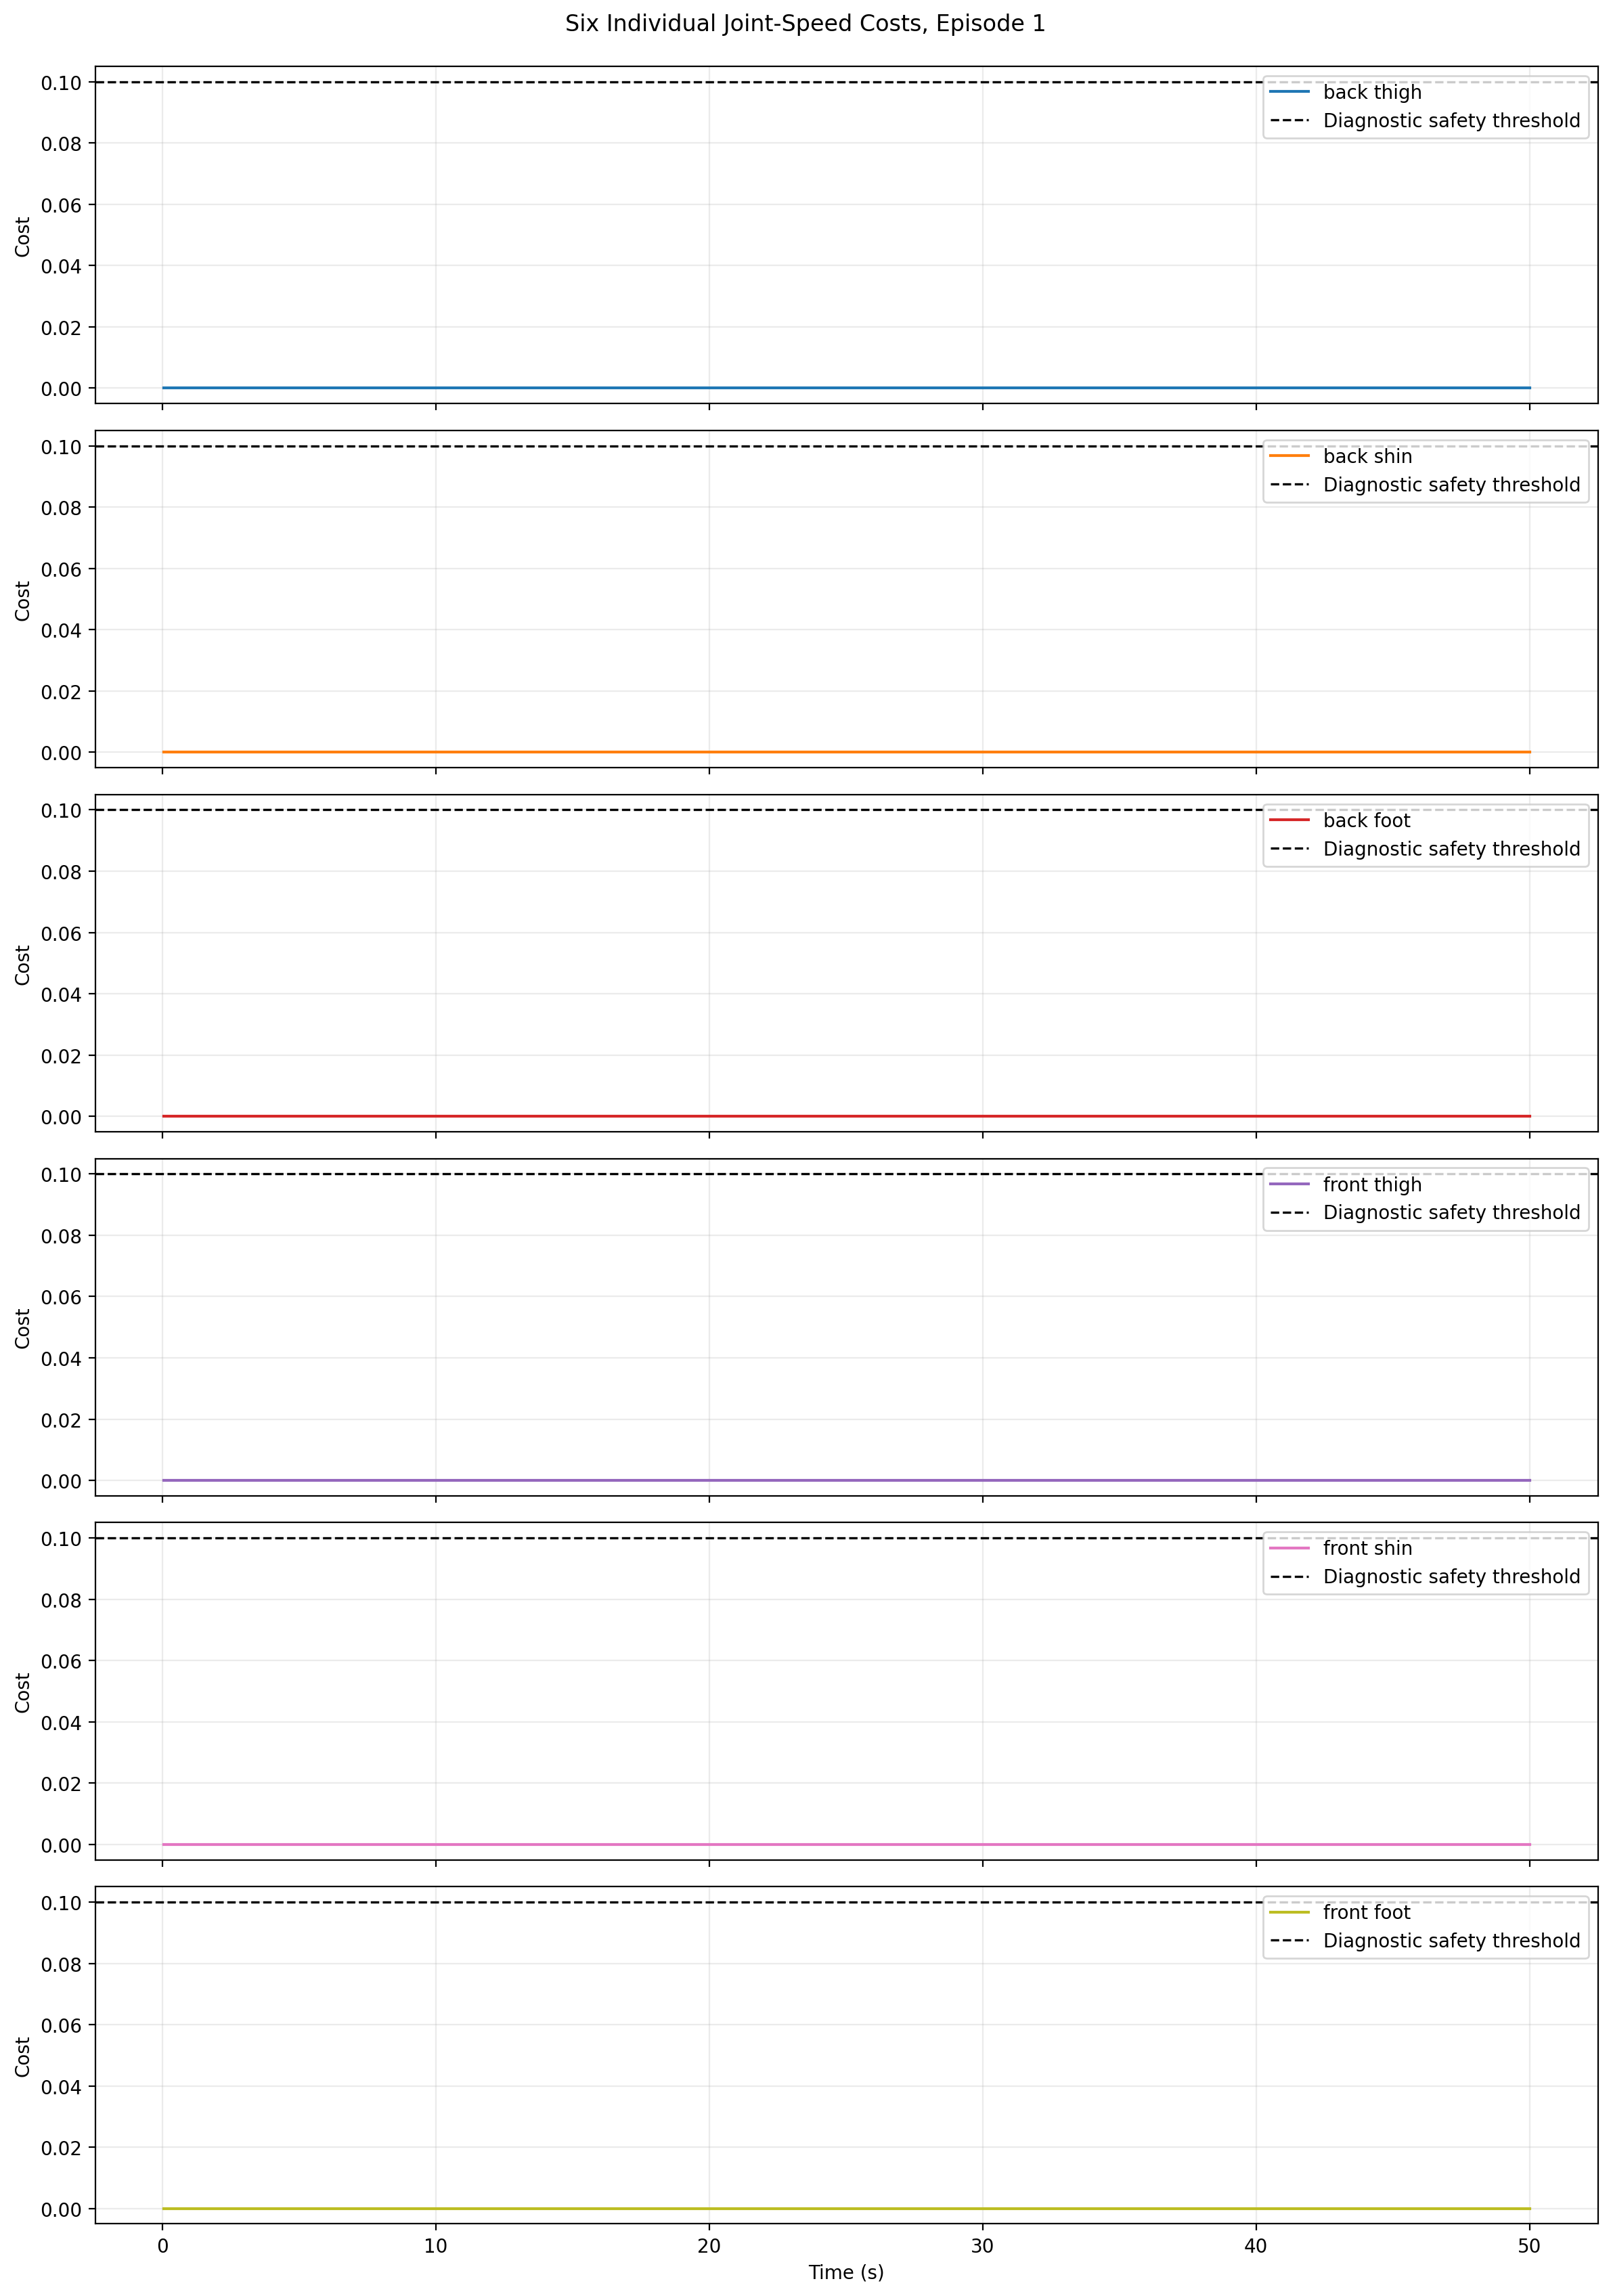 Six Individual Joint-Speed Costs, Episode 1
0.10
0.08
0.06
0.04
0.02
0.00
Cost
back thigh
Diagnostic safety threshold
0.10
0.08
0.06
0.04
0.02
0.00
Cost
back shin
Diagnostic safety threshold
0.10
0.08
0.06
0.04
0.02
0.00
Cost
back foot
Diagnostic safety threshold
0.10
0.08
0.06
0.04
0.02
0.00
Cost
front thigh
Diagnostic safety threshold
0.10
0.08
0.06
0.04
0.02
0.00
Cost
front shin
Diagnostic safety threshold
0.10
0.08
0.06
0.04
0.02
0.00
Cost
front foot
Diagnostic safety threshold
0 10 20 30 40 50
Time (s)